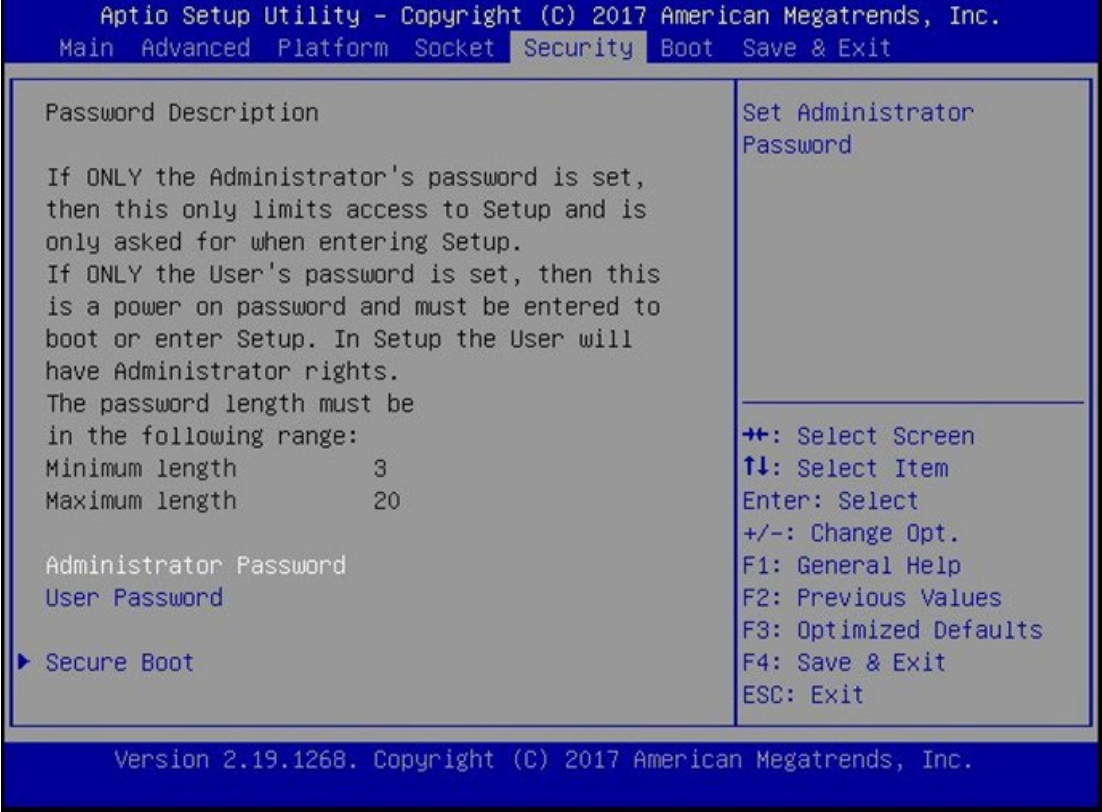 Aptio Setup Utility – Copyright (C) 2017 American Megatrends, Inc.
Main Advanced Platform Socket Security Boot Save & Exit
Password Description
If ONLY the Administrator's password is set,
then this only limits access to Setup and is
only asked for when entering Setup.
If ONLY the User's password is set, then this
is a power on password and must be entered to
boot or enter Setup. In Setup the User will
have Administrator rights.
The password length must be
in the following range:
Minimum length 3
Maximum length 20
Administrator Password
User Password
Secure Boot
Set Administrator
Password
→←: Select Screen
↑↓: Select Item
Enter: Select
+/-: Change Opt.
F1: General Help
F2: Previous Values
F3: Optimized Defaults
F4: Save & Exit
ESC: Exit
Version 2.19.1268. Copyright (C) 2017 American Megatrends, Inc.